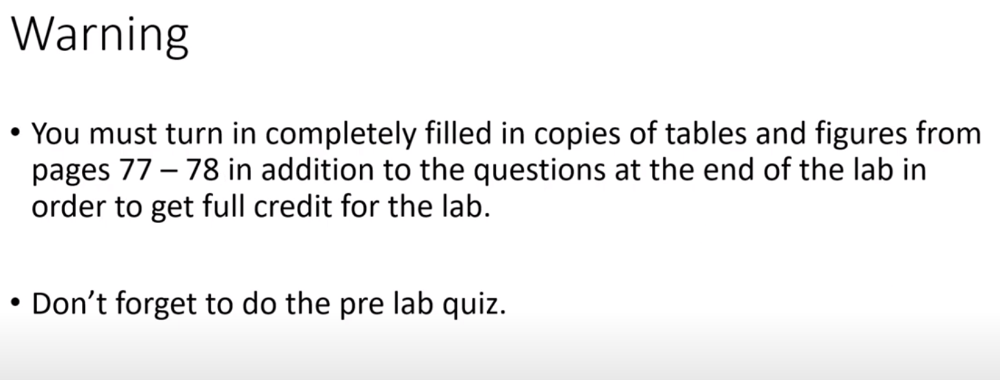 Warning
• You must turn in completely filled in copies of tables and figures from
pages 77 – 78 in addition to the questions at the end of the lab in
order to get full credit for the lab.
• Don’t forget to do the pre lab quiz.